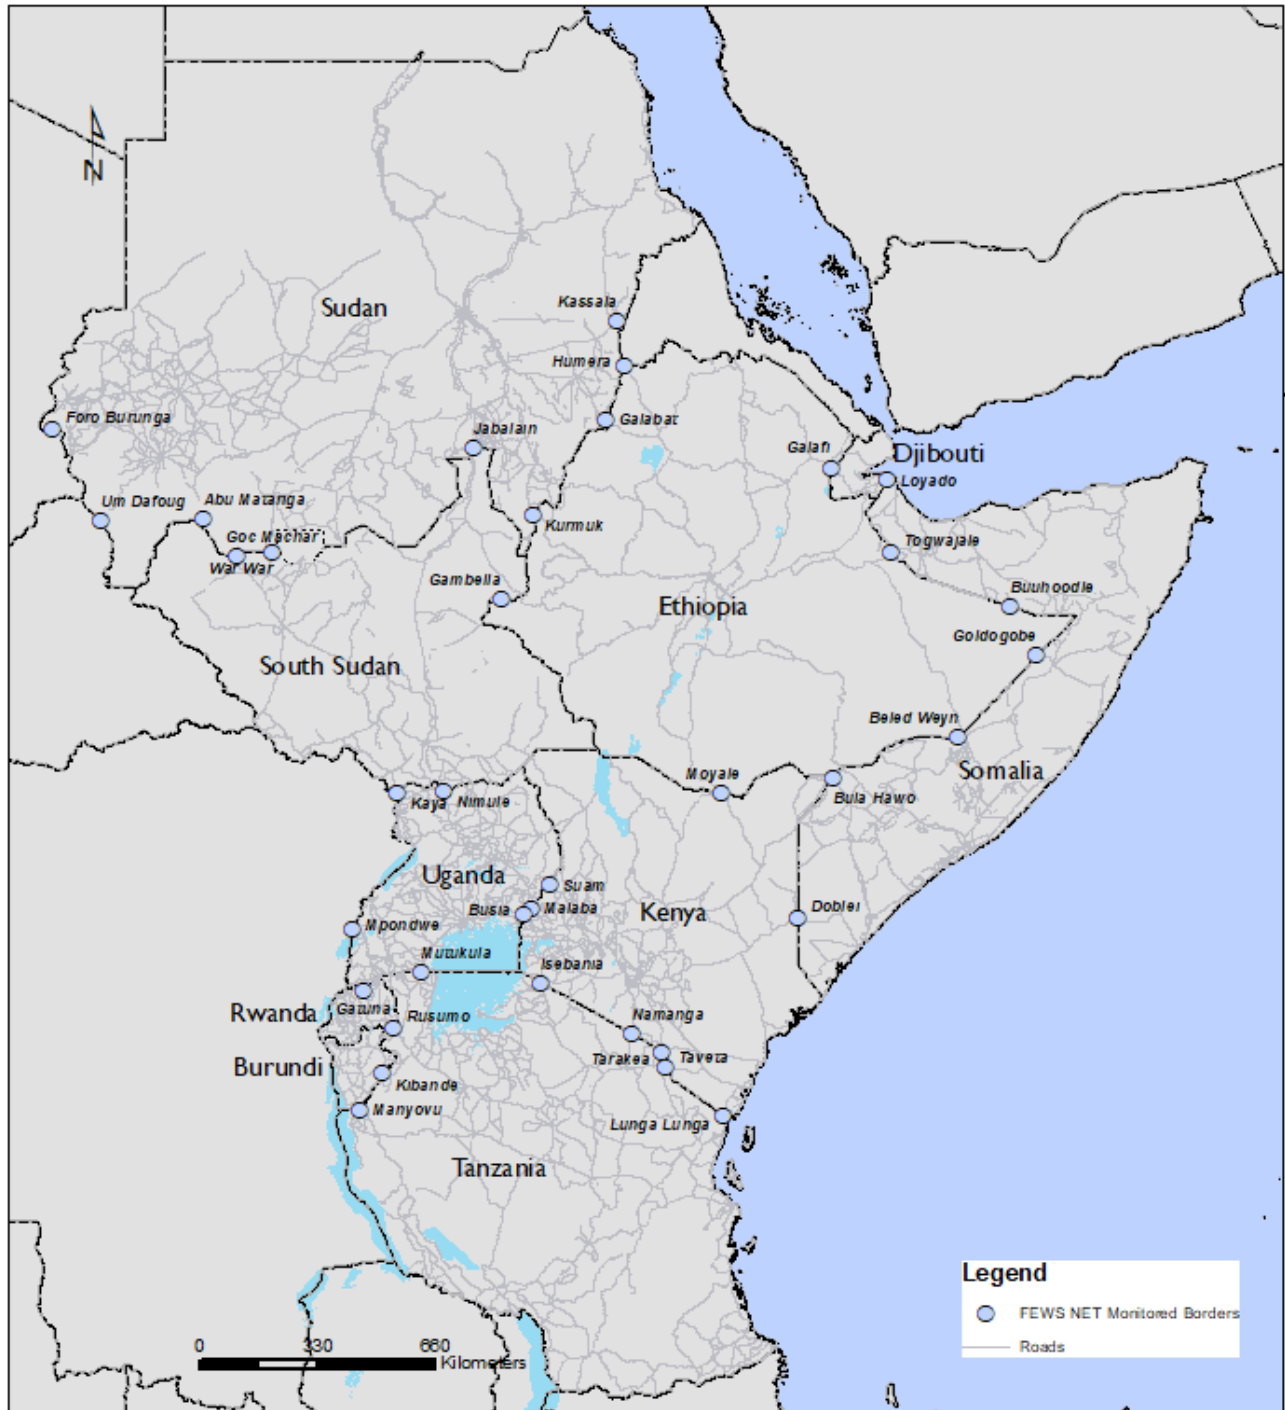 N
Kassala
Sudan
Humera
Foro Burunga
Jabalain
Galabat
Galafi
Djibouti
Loyado
Um Dafoug
Abu Matanga
Goc Machar
Kurmuk
War War
Togwajale
Gambella
Ethiopia
Buuhoodle
Goldogobe
South Sudan
Beled Weyn
Somalia
Moyale
Kaya
Nimule
Bula Hawo
Uganda
Suam
Busia
Malaba
Kenya
Doblei
Mpondwe
Mutukula
Isebania
Rwanda
Gatuna
Rusumo
Namanga
Burundi
Tarakea
Taveta
Kibande
Manyovu
Lunga Lunga
Tanzania
Legend
FEWS NET Monitored Borders
Roads
0 330 660
Kilometers